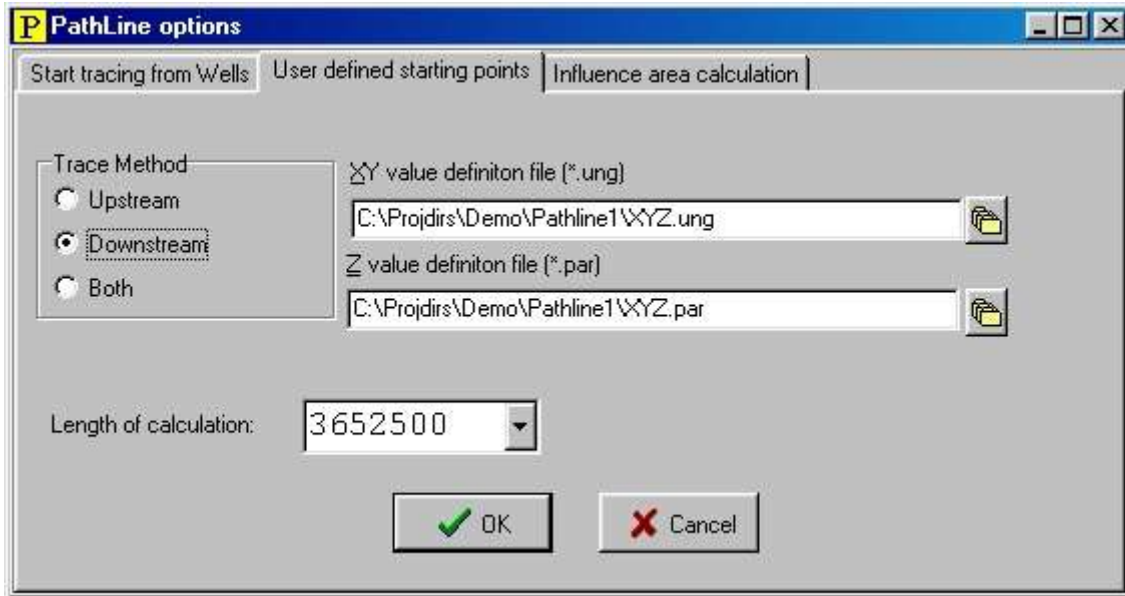 P PathLine options
Start tracing from Wells User defined starting points Influence area calculation
Trace Method
Upstream
Downstream
Both
XY value definiton file (*.ung)
C:\Projdirs\Demo\Pathline1\XYZ.ung
Z value definiton file (*.par)
C:\Projdirs\Demo\Pathline1\XYZ.par
Length of calculation: 3652500
OK Cancel